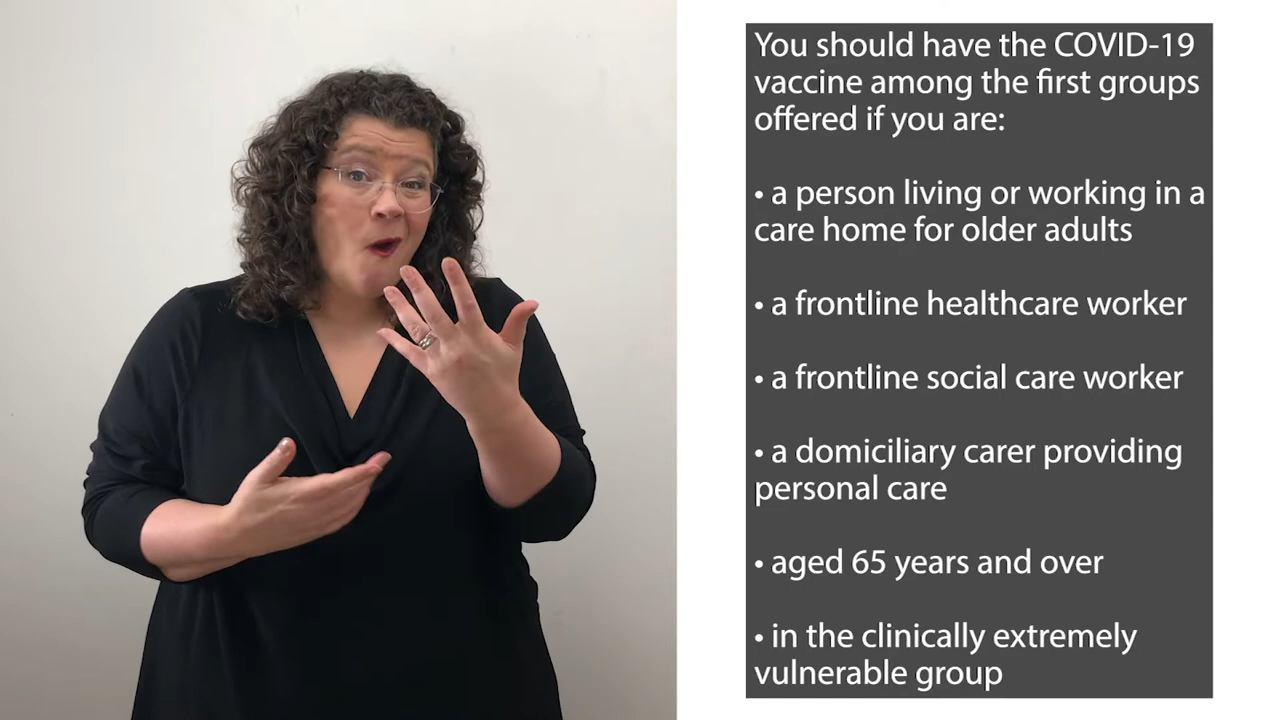 You should have the COVID-19
vaccine among the first groups
offered if you are:
• a person living or working in a
care home for older adults
• a frontline healthcare worker
• a frontline social care worker
• a domiciliary carer providing
personal care
• aged 65 years and over
• in the clinically extremely
vulnerable group